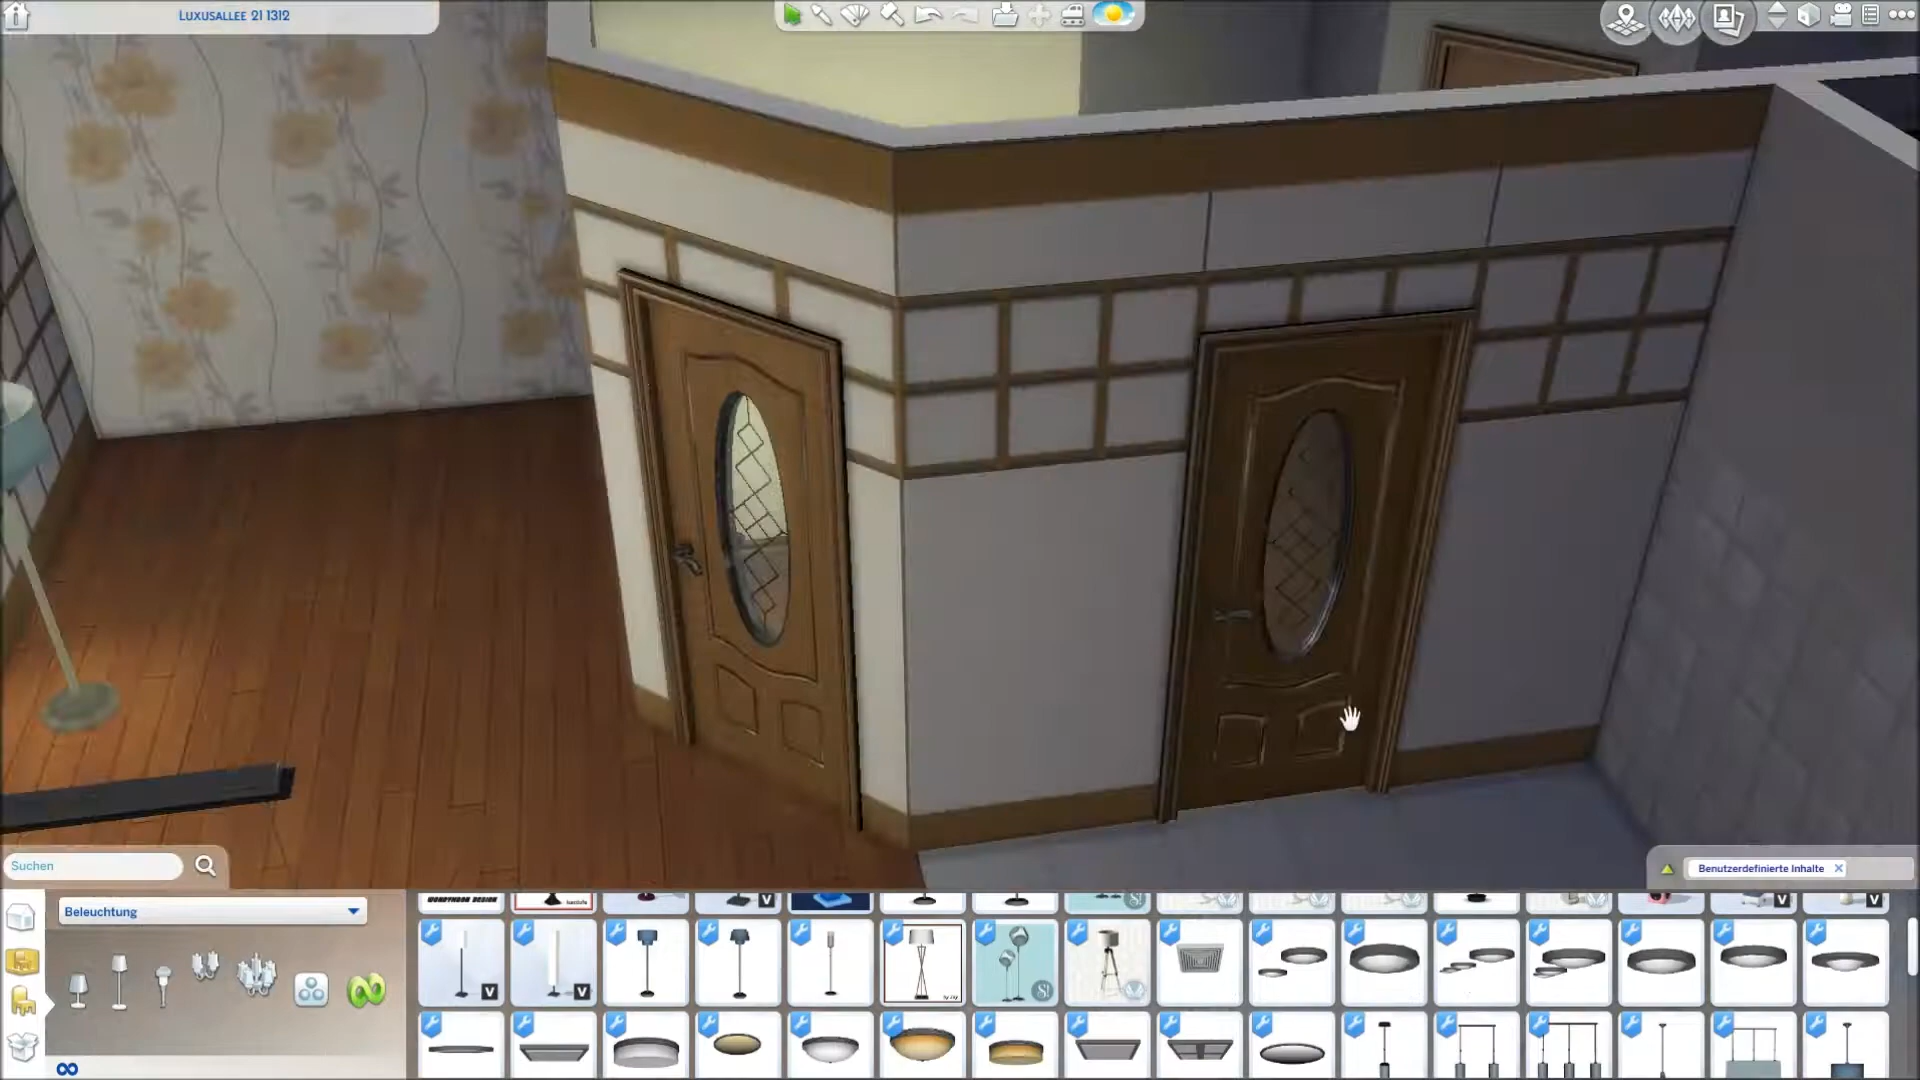 Luxusallee 21 1312
Suchen
Benutzerdefinierte Inhalte
Beleuchtung
V
V
V
V
V